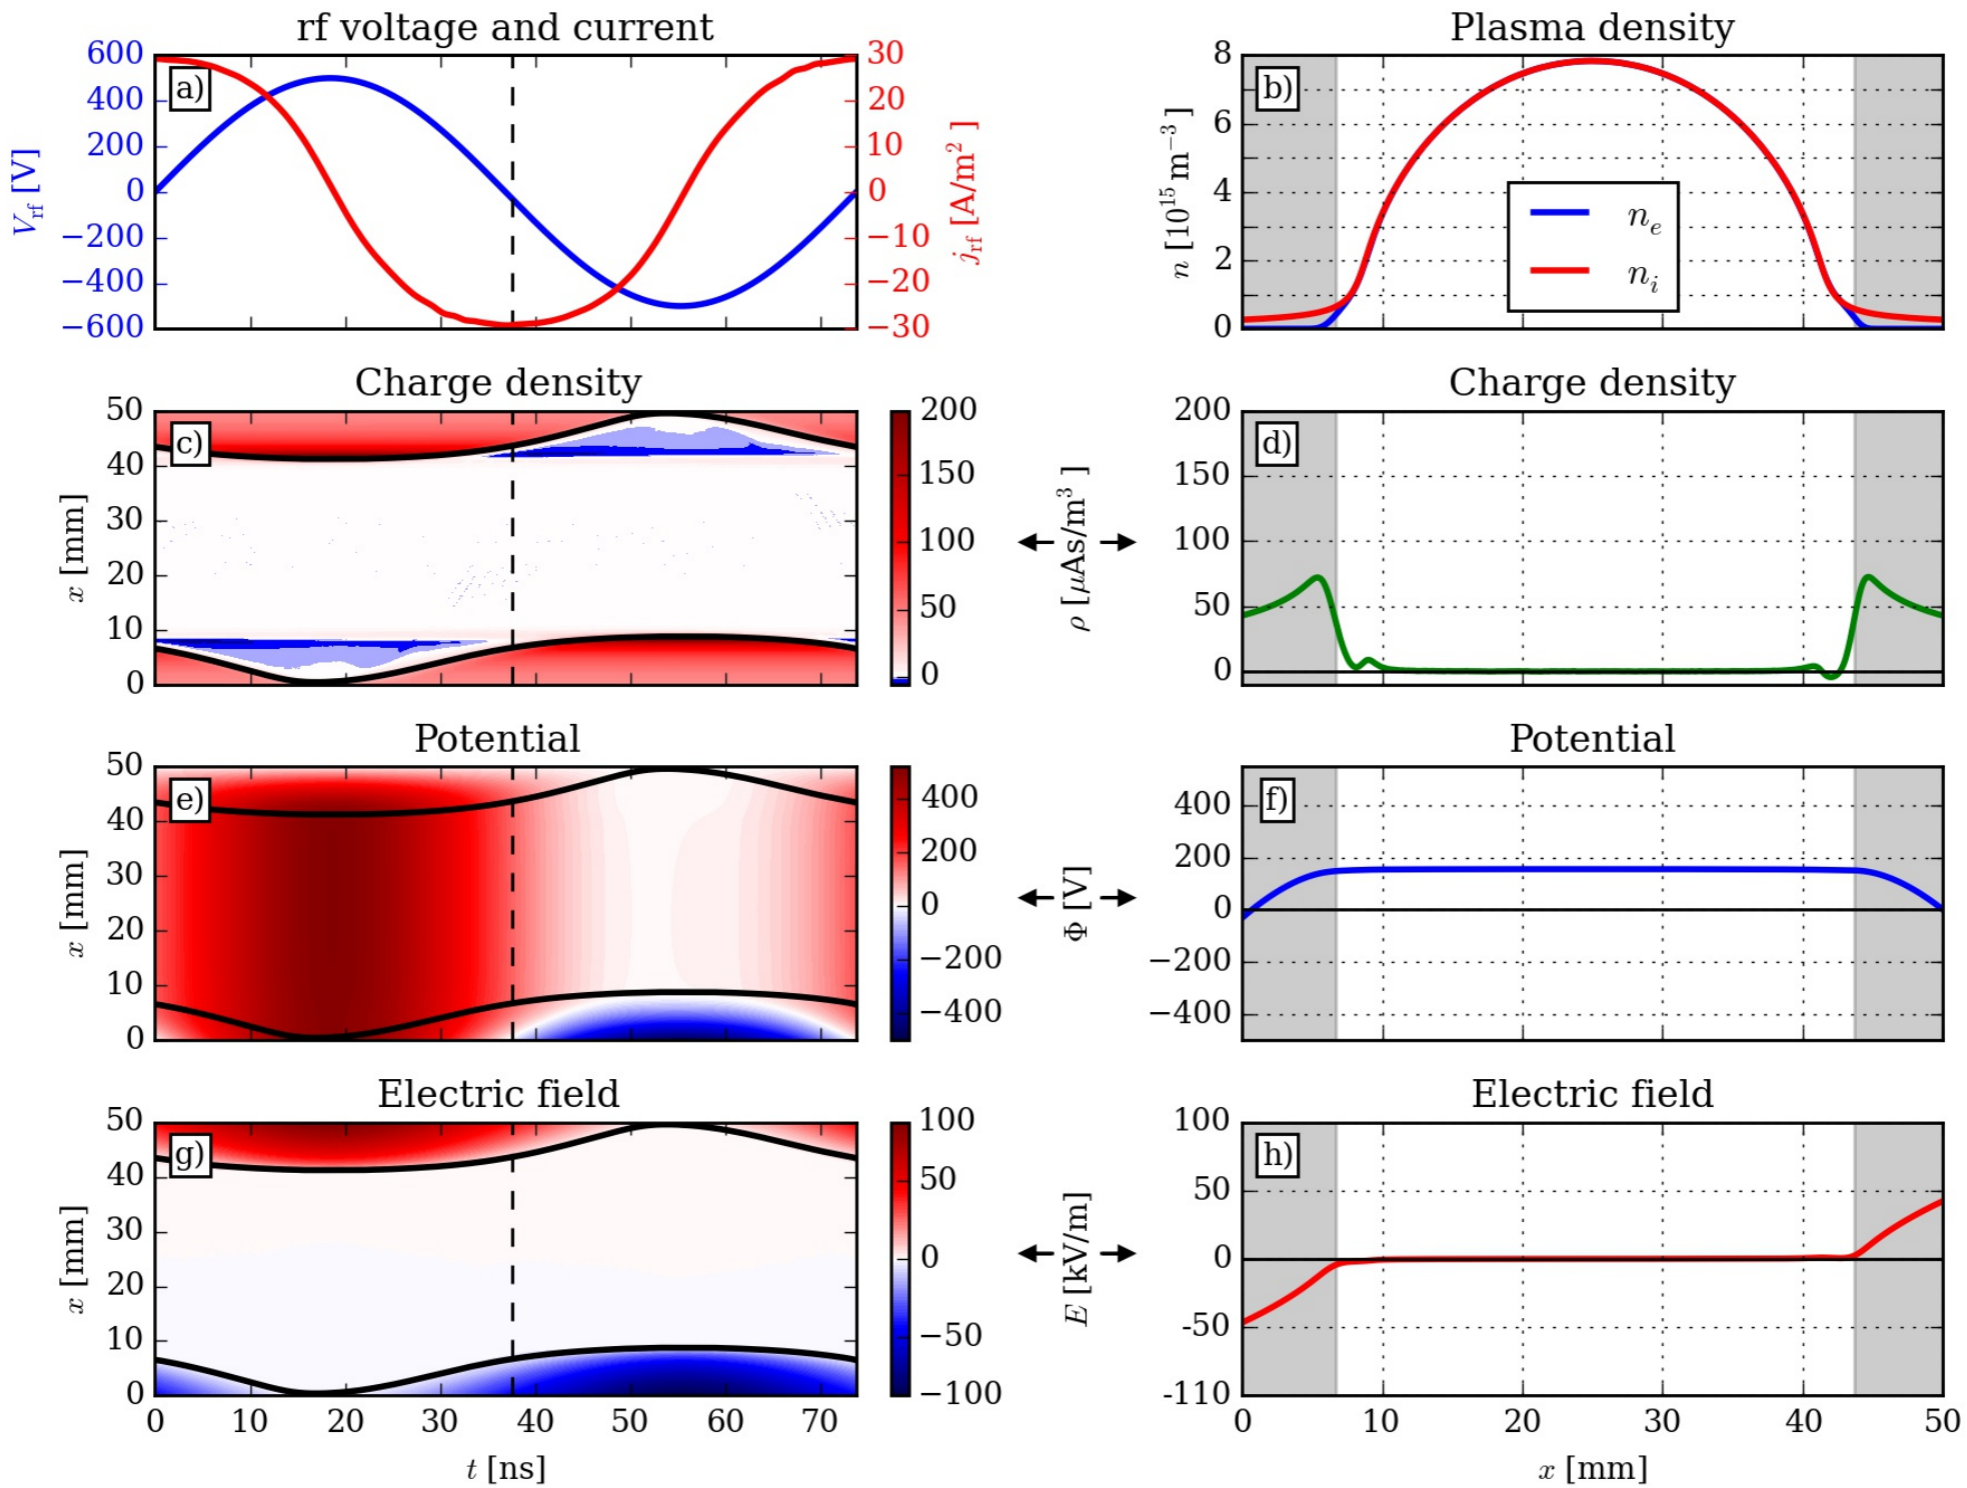 rf voltage and current
a)
600
400
200
0
−200
−400
−600
V_rf [V]
30
20
10
0
−10
−20
−30
j_rf [A/m²]
Plasma density
b)
8
6
4
2
0
n [10¹⁵ m⁻³]
n_e
n_i
Charge density
c)
50
40
30
20
10
0
x [mm]
200
150
100
50
0
ρ [μAs/m³]
Charge density
d)
200
150
100
50
0
Potential
e)
50
40
30
20
10
0
x [mm]
400
200
0
−200
−400
Φ [V]
Potential
f)
400
200
0
−200
−400
Electric field
g)
50
40
30
20
10
0
x [mm]
0 10 20 30 40 50 60 70
t [ns]
100
50
0
−50
−100
E [kV/m]
Electric field
h)
100
50
0
-50
-110
0 10 20 30 40 50
x [mm]